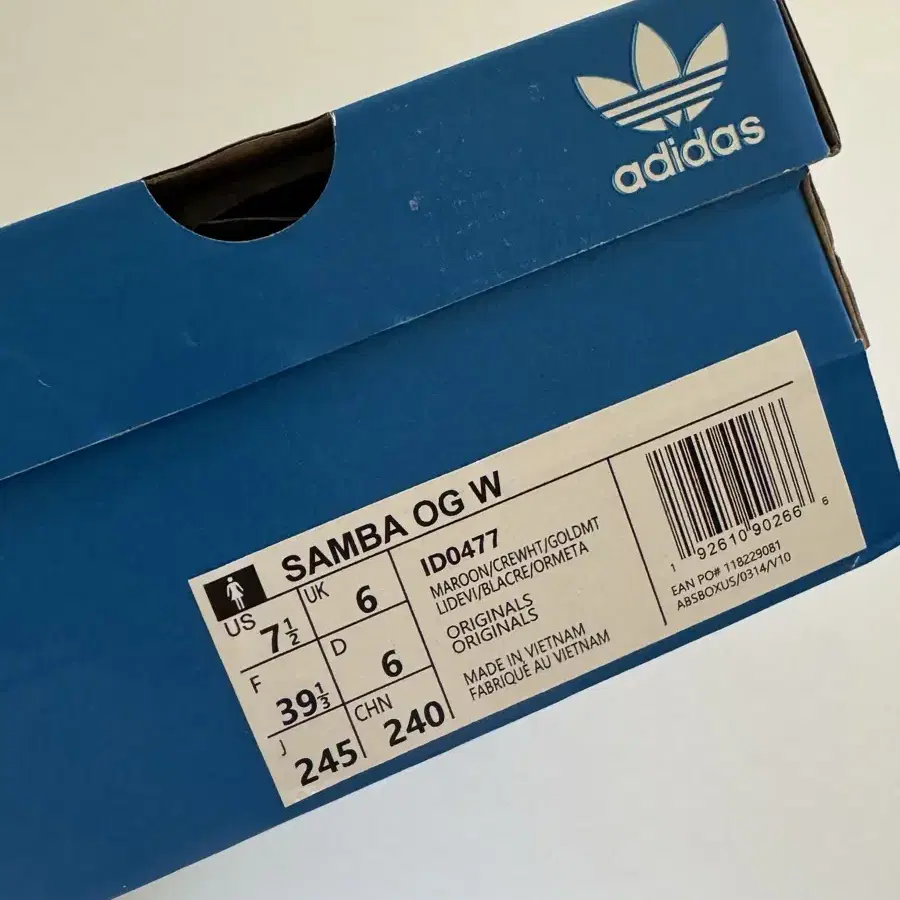 adidas
SAMBA OG W
US 7½
UK 6
F 39⅓
D 6
J 245
CHN 240
ID0477
MAROON/CREWHT/GOLDMT
LIDEVI/BLACRE/ORMETA
ORIGINALS
ORIGINALS
MADE IN VIETNAM
FABRIQUÉ AU VIETNAM
1 92610 90266 6
EAN PO# 118229081
ABSBOXUS/0314/V10